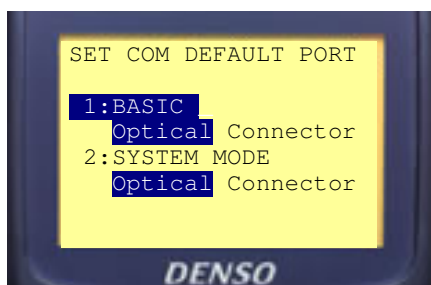 SET COM DEFAULT PORT
1:BASIC
Optical Connector
2:SYSTEM MODE
Optical Connector
DENSO